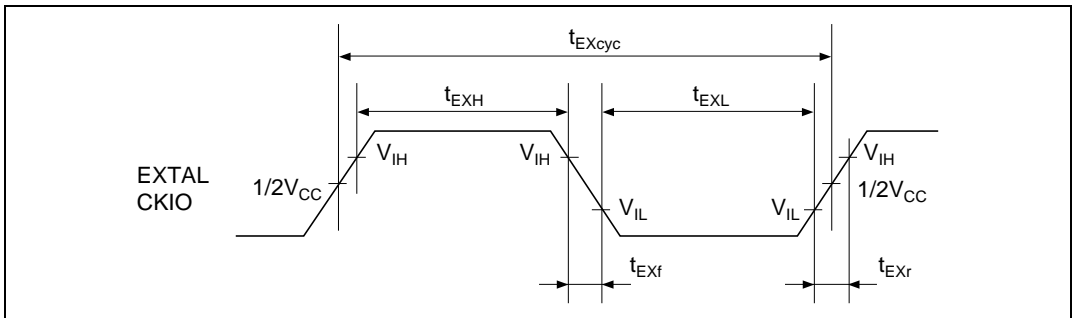 tEXcyc
tEXH
tEXL
VIH
VIH
VIH
EXTAL
CKIO
1/2VCC
1/2VCC
VIL
VIL
tEXf
tEXr